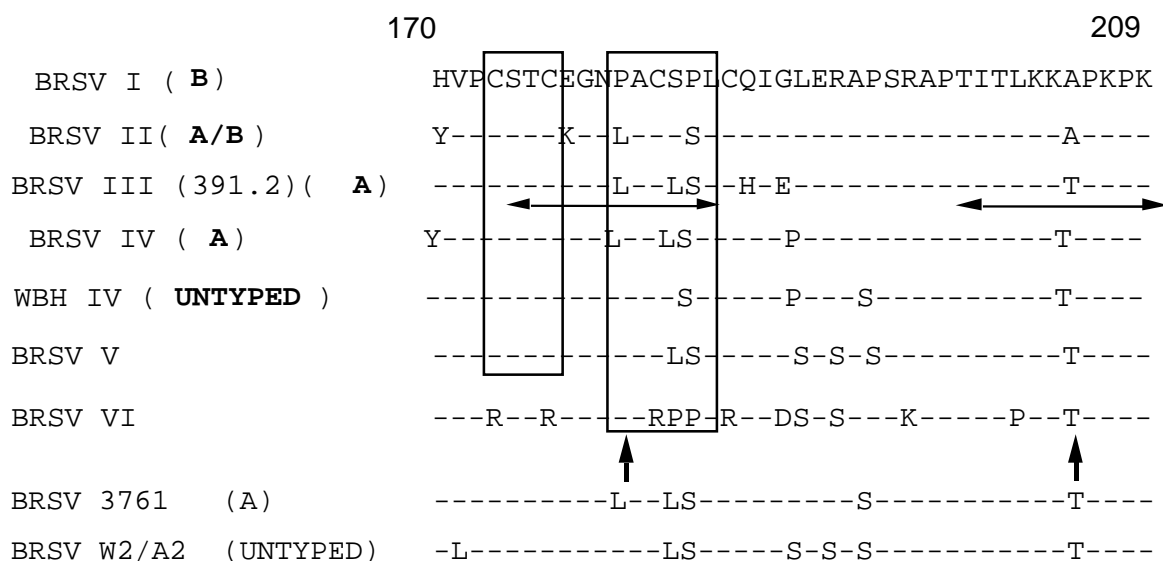 170 209
BRSV I ( B ) HVPCSTCEGNPACSPLCQIGLERAPSRAPTITLKKAPKPK
BRSV II( A/B ) Y------K--L---S--------------------A----
BRSV III (391.2)( A) ----------L--LS--H-E---------------T----
BRSV IV ( A) Y---------L--LS-----P--------------T----
WBH IV ( UNTYPED ) --------------S-----P---S----------T----
BRSV V -------------LS-----S-S-S----------T----
BRSV VI ---R--R-----RPP-R--DS-S---K-----P--T----
BRSV 3761 (A) ----------L--LS---------S----------T----
BRSV W2/A2 (UNTYPED) -L-----------LS-----S-S-S----------T----